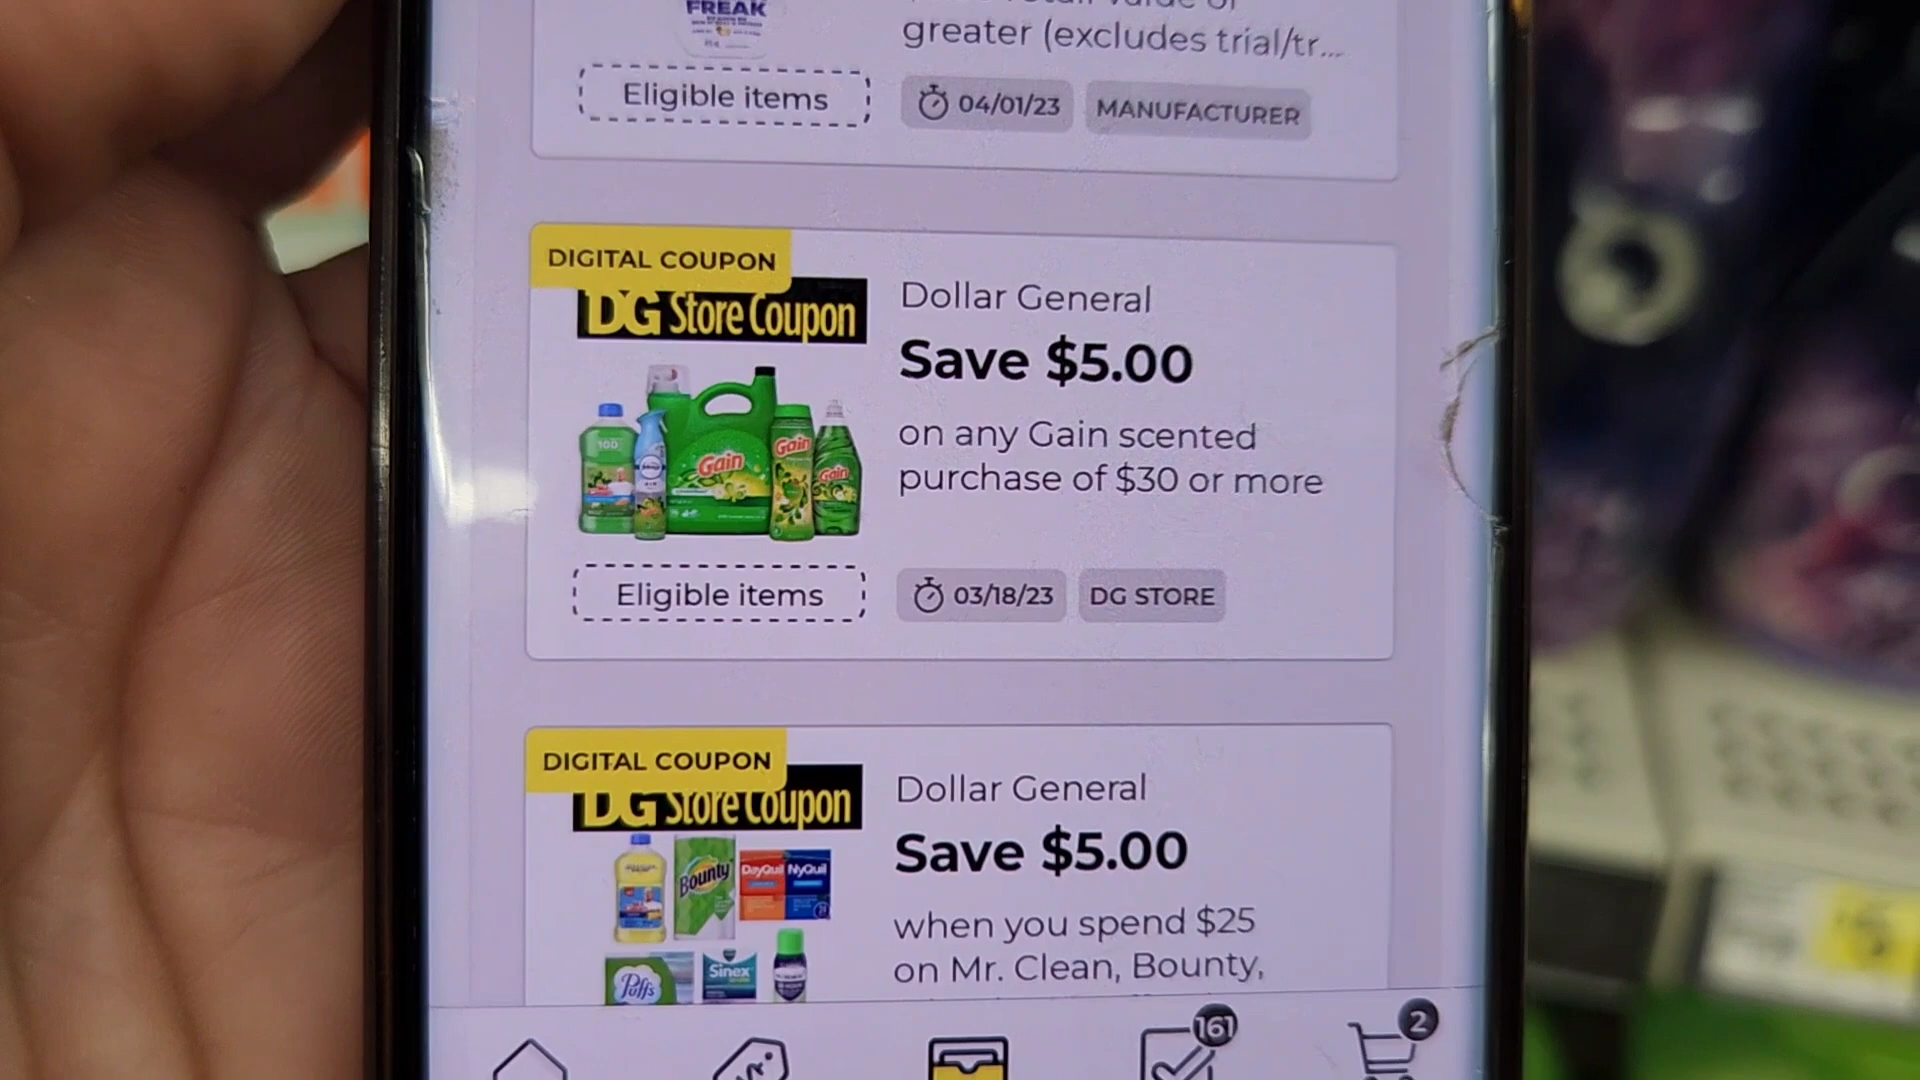 FREAK
greater (excludes trial/tr...
Eligible items
04/01/23
MANUFACTURER
DIGITAL COUPON
DG Store Coupon
Dollar General
Save $5.00
on any Gain scented
purchase of $30 or more
100
Gain
Gain
Gain
Eligible items
03/18/23
DG STORE
DIGITAL COUPON
DG Store Coupon
Dollar General
Save $5.00
when you spend $25
on Mr. Clean, Bounty,
Bounty
DayQuil NyQuil
Puffs
Sinex
161
2